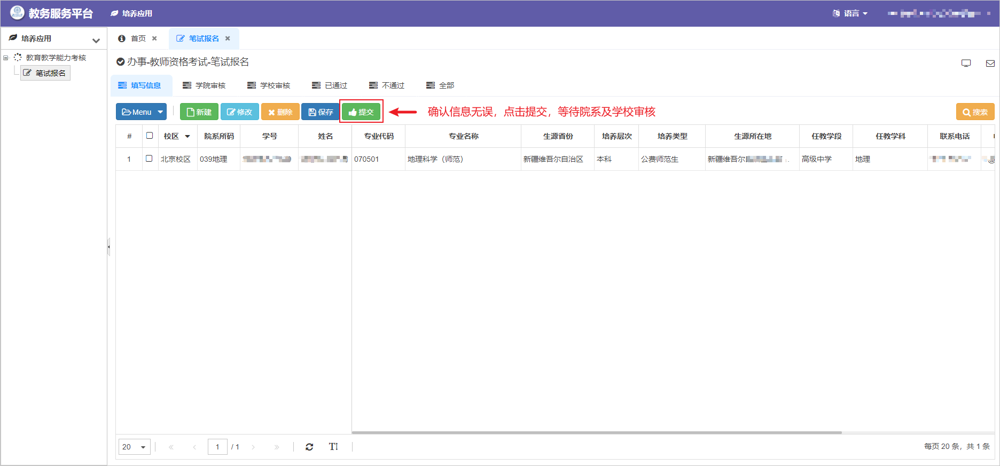 教务服务平台 培养应用 语言
培养应用
首页 笔试报名
教育教学能力考核
笔试报名
办事-教师资格考试-笔试报名
填写信息 学院审核 学校审核 已通过 不通过 全部
Menu 新建 修改 删除 保存 提交 确认信息无误，点击提交，等待院系及学校审核 搜索
# 校区 院系所码 学号 姓名 专业代码 专业名称 生源省份 培养层次 培养类型 生源所在地 任教学段 任教学科 联系电话
1 北京校区 039地理 070501 地理科学（师范） 新疆维吾尔自治区 本科 公费师范生 新疆维吾尔 高级中学 地理
20 « ‹ 1 / 1 › » 每页 20 条，共 1 条